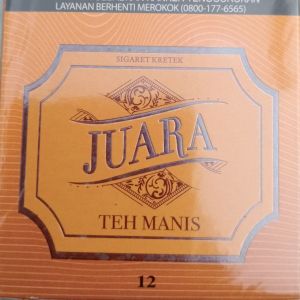 LAYANAN BERHENTI MEROKOK (0800-177-6565)
SIGARET KRETEK
JUARA
TEH MANIS
12